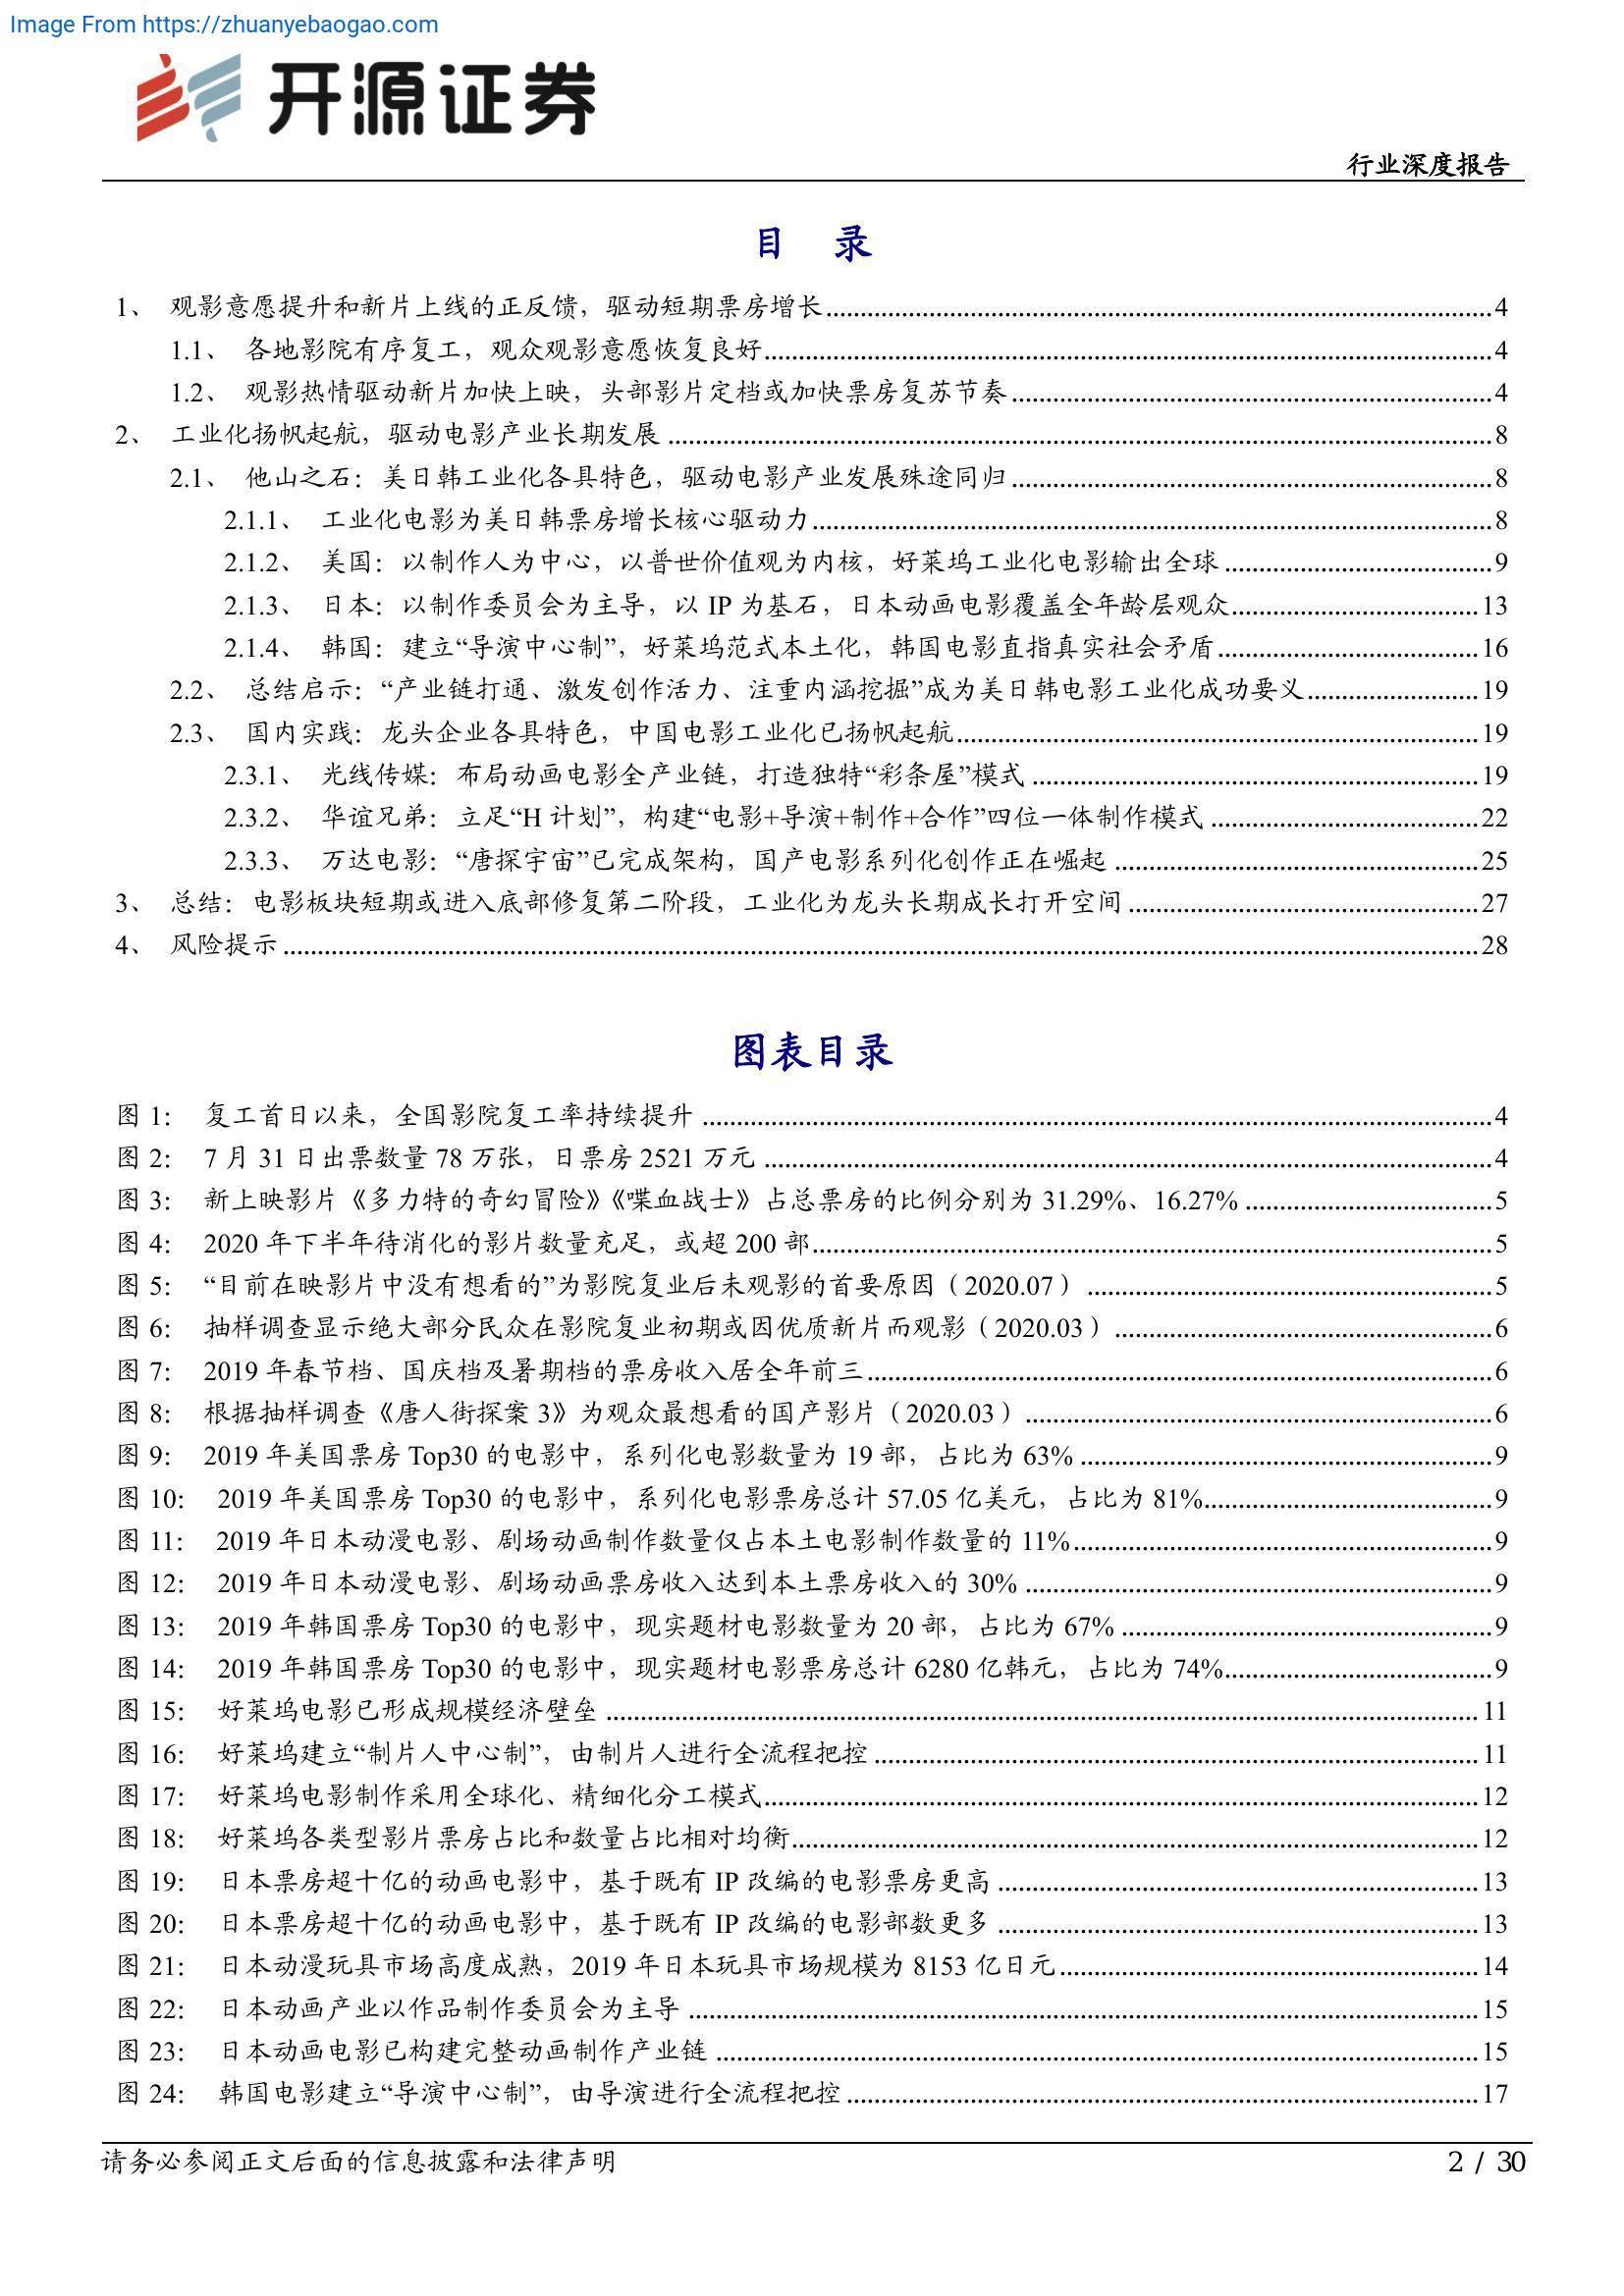 Image From https://zhuanyebaogao.com
开源证券
行业深度报告
目 录
1、 观影意愿提升和新片上线的正反馈，驱动短期票房增长....................4
1.1、 各地影院有序复工，观众观影意愿恢复良好....................4
1.2、 观影热情驱动新片加快上映，头部影片定档或加快票房复苏节奏....................4
2、 工业化扬帆起航，驱动电影产业长期发展....................8
2.1、 他山之石：美日韩工业化各具特色，驱动电影产业发展殊途同归....................8
2.1.1、 工业化电影为美日韩票房增长核心驱动力....................8
2.1.2、 美国：以制作人为中心，以普世价值观为内核，好莱坞工业化电影输出全球....................9
2.1.3、 日本：以制作委员会为主导，以 IP 为基石，日本动画电影覆盖全年龄层观众....................13
2.1.4、 韩国：建立“导演中心制”，好莱坞范式本土化，韩国电影直指真实社会矛盾....................16
2.2、 总结启示：“产业链打通、激发创作活力、注重内涵挖掘”成为美日韩电影工业化成功要义....................19
2.3、 国内实践：龙头企业各具特色，中国电影工业化已扬帆起航....................19
2.3.1、 光线传媒：布局动画电影全产业链，打造独特“彩条屋”模式....................19
2.3.2、 华谊兄弟：立足“H 计划”，构建“电影+导演+制作+合作”四位一体制作模式....................22
2.3.3、 万达电影：“唐探宇宙”已完成架构，国产电影系列化创作正在崛起....................25
3、 总结：电影板块短期或进入底部修复第二阶段，工业化为龙头长期成长打开空间....................27
4、 风险提示....................28
图表目录
图 1： 复工首日以来，全国影院复工率持续提升....................4
图 2： 7 月 31 日出票数量 78 万张，日票房 2521 万元....................4
图 3： 新上映影片《多力特的奇幻冒险》《喋血战士》占总票房的比例分别为 31.29%、16.27%....................5
图 4： 2020 年下半年待消化的影片数量充足，或超 200 部....................5
图 5： “目前在映影片中没有想看的”为影院复业后未观影的首要原因（2020.07）....................5
图 6： 抽样调查显示绝大部分民众在影院复业初期或因优质新片而观影（2020.03）....................6
图 7： 2019 年春节档、国庆档及暑期档的票房收入居全年前三....................6
图 8： 根据抽样调查《唐人街探案 3》为观众最想看的国产影片（2020.03）....................6
图 9： 2019 年美国票房 Top30 的电影中，系列化电影数量为 19 部，占比为 63%....................9
图 10： 2019 年美国票房 Top30 的电影中，系列化电影票房总计 57.05 亿美元，占比为 81%....................9
图 11： 2019 年日本动漫电影、剧场动画制作数量仅占本土电影制作数量的 11%....................9
图 12： 2019 年日本动漫电影、剧场动画票房收入达到本土票房收入的 30%....................9
图 13： 2019 年韩国票房 Top30 的电影中，现实题材电影数量为 20 部，占比为 67%....................9
图 14： 2019 年韩国票房 Top30 的电影中，现实题材电影票房总计 6280 亿韩元，占比为 74%....................9
图 15： 好莱坞电影已形成规模经济壁垒....................11
图 16： 好莱坞建立“制片人中心制”，由制片人进行全流程把控....................11
图 17： 好莱坞电影制作采用全球化、精细化分工模式....................12
图 18： 好莱坞各类型影片票房占比和数量占比相对均衡....................12
图 19： 日本票房超十亿的动画电影中，基于既有 IP 改编的电影票房更高....................13
图 20： 日本票房超十亿的动画电影中，基于既有 IP 改编的电影部数更多....................13
图 21： 日本动漫玩具市场高度成熟，2019 年日本玩具市场规模为 8153 亿日元....................14
图 22： 日本动画产业以作品制作委员会为主导....................15
图 23： 日本动画电影已构建完整动画制作产业链....................15
图 24： 韩国电影建立“导演中心制”，由导演进行全流程把控....................17
请务必参阅正文后面的信息披露和法律声明
2 / 30